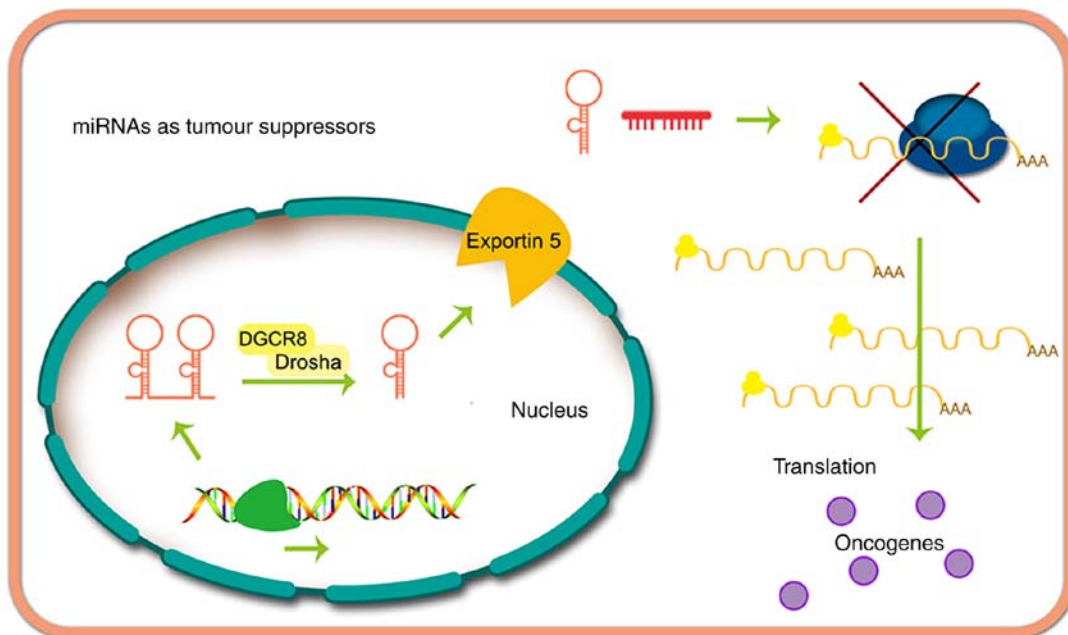 miRNAs as tumour suppressors
AAA
Exportin 5
AAA
DGCR8
Drosha
AAA
AAA
Nucleus
Translation
Oncogenes